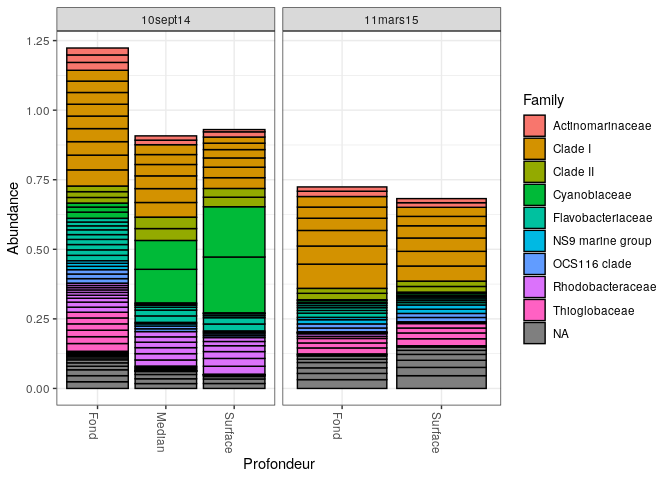 10sept14
11mars15
1.25
1.00
0.75
0.50
0.25
0.00
Abundance
Fond
Median
Surface
Fond
Surface
Profondeur
Family
Actinomarinaceae
Clade I
Clade II
Cyanobiaceae
Flavobacteriaceae
NS9 marine group
OCS116 clade
Rhodobacteraceae
Thioglobaceae
NA